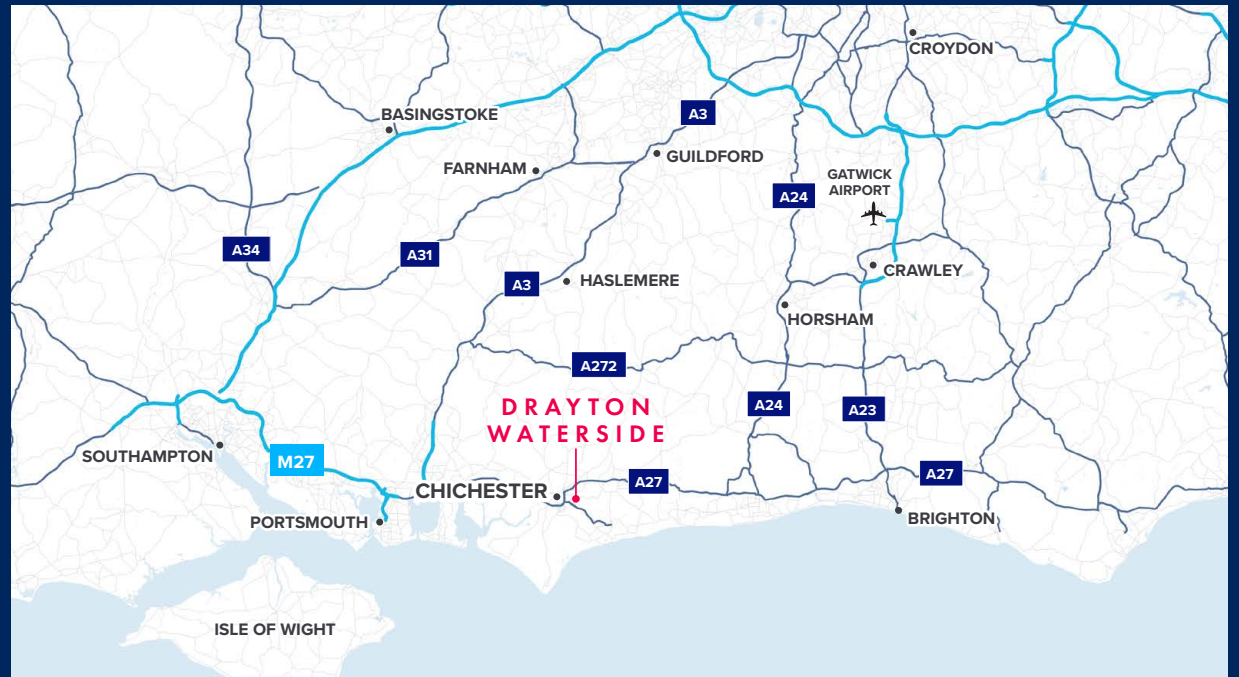 CROYDON
BASINGSTOKE
A3
GUILDFORD
FARNHAM
GATWICK
AIRPORT
A24
A34
A31
CRAWLEY
A3
HASLEMERE
HORSHAM
A272
DRAYTON
WATERSIDE
A24
A23
SOUTHAMPTON
M27
A27
A27
CHICHESTER
PORTSMOUTH
BRIGHTON
ISLE OF WIGHT